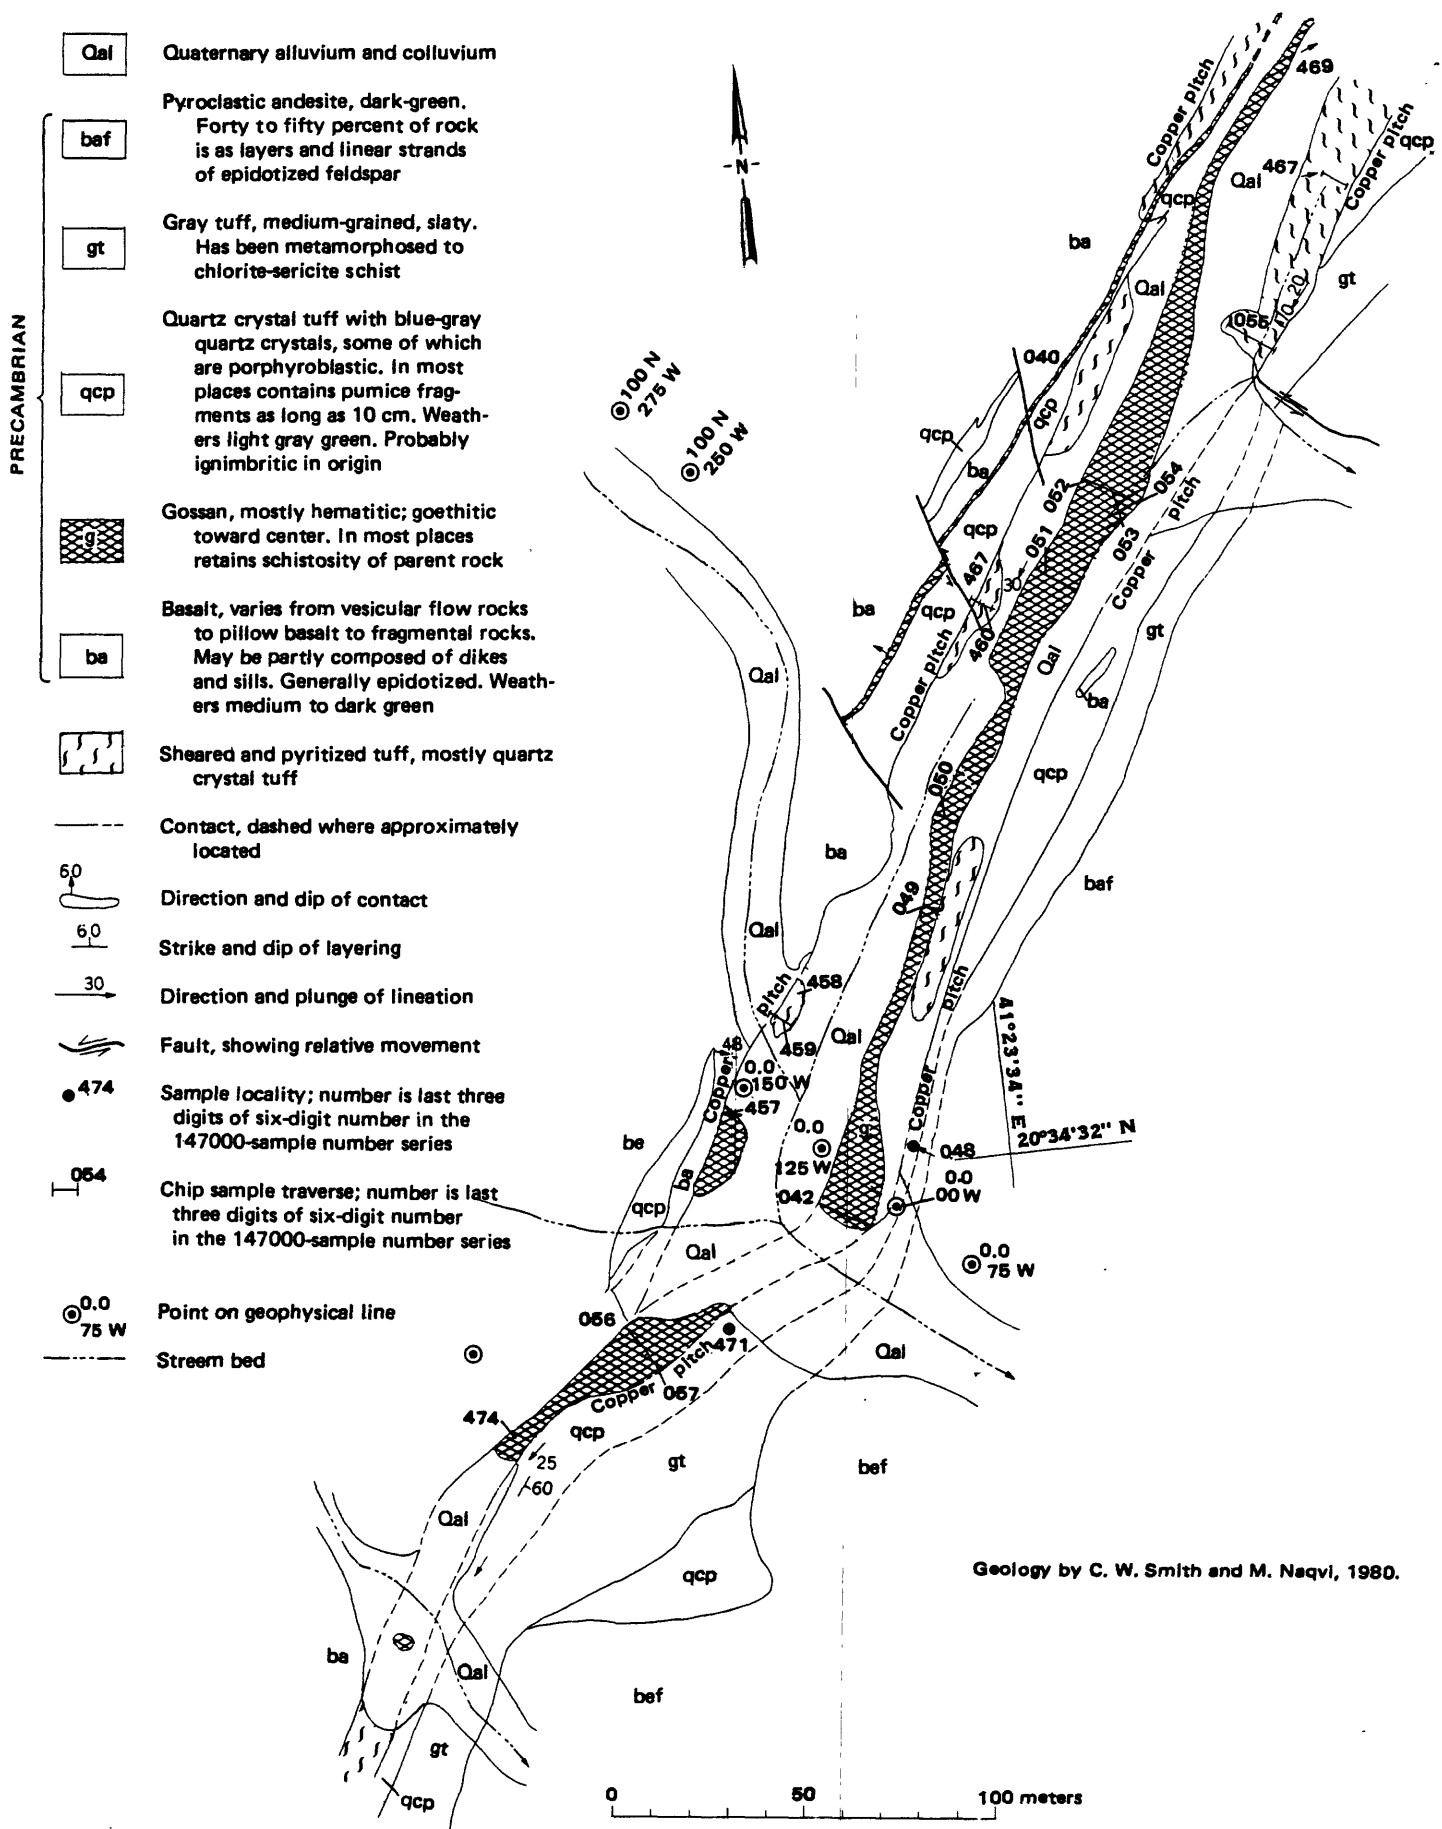 Qal
Quaternary alluvium and colluvium
PRECAMBRIAN
baf
Pyroclastic andesite, dark-green.
Forty to fifty percent of rock
is as layers and linear strands
of epidotized feldspar
gt
Gray tuff, medium-grained, slaty.
Has been metamorphosed to
chlorite-sericite schist
qcp
Quartz crystal tuff with blue-gray
quartz crystals, some of which
are porphyroblastic. In most
places contains pumice frag-
ments as long as 10 cm. Weath-
ers light gray green. Probably
ignimbritic in origin
g
Gossan, mostly hematitic; goethitic
toward center. In most places
retains schistosity of parent rock
ba
Basalt, varies from vesicular flow rocks
to pillow basalt to fragmental rocks.
May be partly composed of dikes
and sills. Generally epidotized. Weath-
ers medium to dark green
Sheared and pyritized tuff, mostly quartz
crystal tuff
Contact, dashed where approximately
located
60
Direction and dip of contact
60
Strike and dip of layering
30
Direction and plunge of lineation
Fault, showing relative movement
474
Sample locality; number is last three
digits of six-digit number in the
147000-sample number series
054
Chip sample traverse; number is last
three digits of six-digit number
in the 147000-sample number series
0.0
75 W
Point on geophysical line
Streem bed
-N-
469
Copper pitch
Copper pitch
qcp
467
Qal
qcp
ba
gt
Qal
20
10
055
040
100 N
275 W
100 N
250 W
qcp
qcp
ba
052
054
pitch
Copper
053
051
qcp
467
30
qcp
ba
460
Copper pitch
Qal
gt
ba
Qal
qcp
050
ba
baf
049
Qal
pitch
458
pitch
Copper
459
Qal
48
Copper
0.0
150 W
457
41°23'34" E
20°34'32" N
Copper
048
0.0
00 W
0.0
125 W
g
042
be
ba
qcp
Qal
0.0
75 W
056
471
pitch
Copper
057
Qal
474
qcp
25
60
gt
bef
Qal
qcp
ba
Qal
bef
gt
qcp
Geology by C. W. Smith and M. Naqvi, 1980.
0 50 100 meters